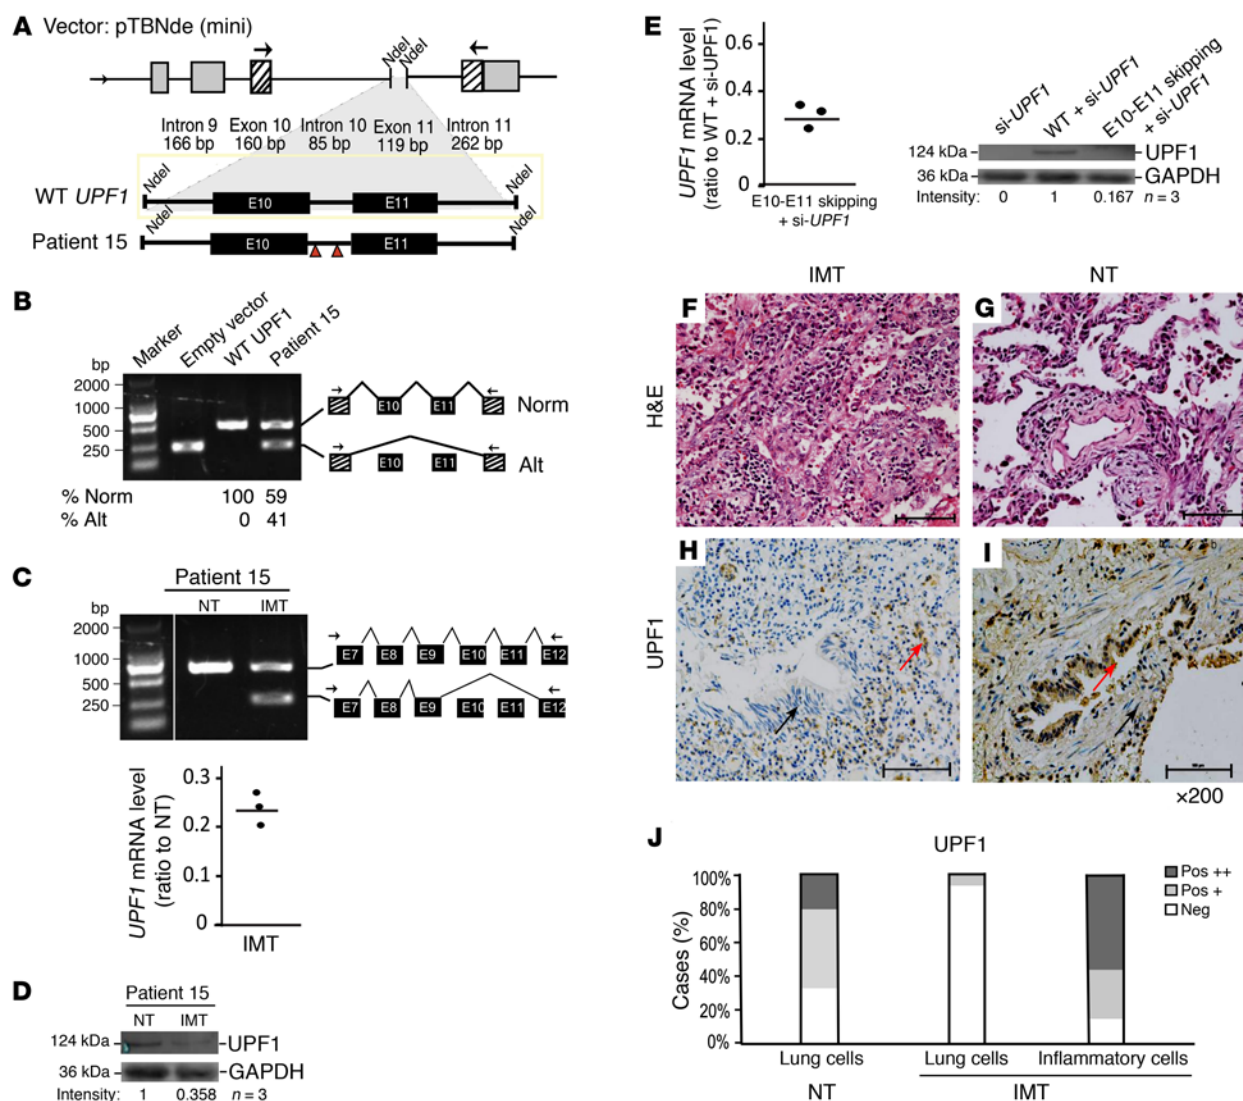 A Vector: pTBNde (mini)
NdeI
NdeI
Intron 9 Exon 10 Intron 10 Exon 11 Intron 11
166 bp 160 bp 85 bp 119 bp 262 bp
NdeI NdeI
WT UPF1 E10 E11
NdeI NdeI
Patient 15 E10 E11
B
Marker Empty vector WT UPF1 Patient 15
bp
2000
1000
500
250
E10 E11 Norm
E10 E11 Alt
% Norm 100 59
% Alt 0 41
C
Patient 15
bp NT IMT
2000
1000
500
250
E7 E8 E9 E10 E11 E12
E7 E8 E9 E10 E11 E12
UPF1 mRNA level
(ratio to NT)
0.3
0.2
0.1
0
IMT
D
Patient 15
NT IMT
124 kDa UPF1
36 kDa GAPDH
Intensity: 1 0.358 n = 3
E
UPF1 mRNA level
(ratio to WT + si-UPF1)
0.6
0.4
0.2
0
E10-E11 skipping
+ si-UPF1
si-UPF1 WT + si-UPF1 E10-E11 skipping
+ si-UPF1
124 kDa UPF1
36 kDa GAPDH
Intensity: 0 1 0.167 n = 3
IMT NT
H&E
F G
UPF1
H I
×200
J
UPF1
Cases (%)
100%
80%
60%
40%
20%
0%
Pos ++
Pos +
Neg
Lung cells Lung cells Inflammatory cells
NT IMT